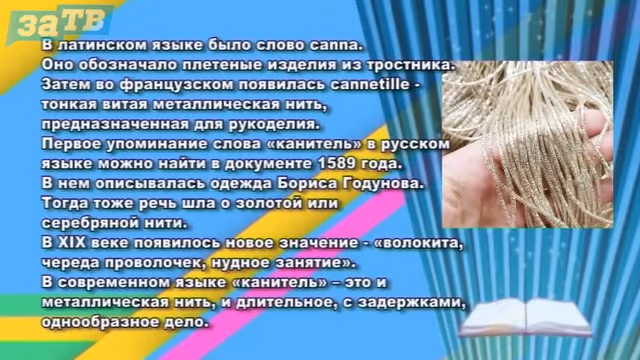 заТВ
В латинском языке было слово canna.
Оно обозначало плетеные изделия из тростника.
Затем во французском появилась cannetille -
тонкая витая металлическая нить,
предназначенная для рукоделия.
Первое упоминание слова «канитель» в русском
языке можно найти в документе 1589 года.
В нем описывалась одежда Бориса Годунова.
Тогда тоже речь шла о золотой или
серебряной нити.
В XIX веке появилось новое значение - «волокита,
череда проволочек, нудное занятие».
В современном языке «канитель» – это и
металлическая нить, и длительное, с задержками,
однообразное дело.